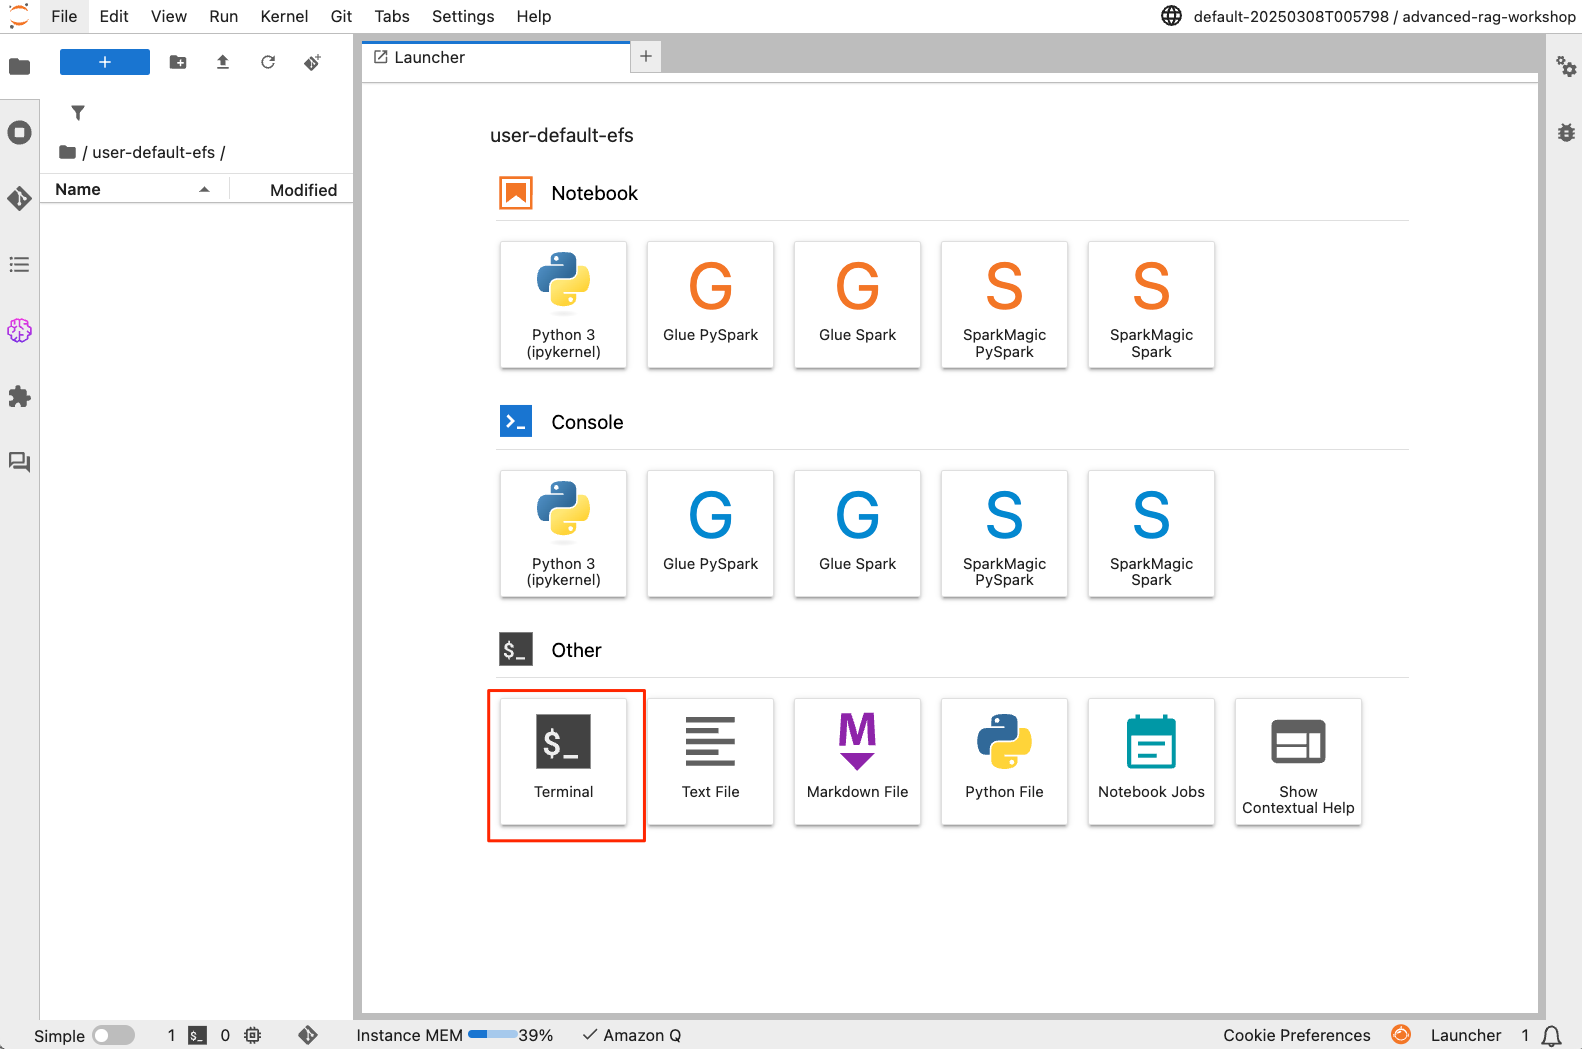 File Edit View Run Kernel Git Tabs Settings Help default-20250308T005798 / advanced-rag-workshop
Launcher
/ user-default-efs /
Name Modified
user-default-efs
Notebook
Python 3
(ipykernel)
Glue PySpark
Glue Spark
SparkMagic
PySpark
SparkMagic
Spark
Console
Python 3
(ipykernel)
Glue PySpark
Glue Spark
SparkMagic
PySpark
SparkMagic
Spark
$_ Other
$_
Terminal
Text File
Markdown File
Python File
Notebook Jobs
Show
Contextual Help
Simple 1 $_ 0 Instance MEM 39% Amazon Q Cookie Preferences Launcher 1